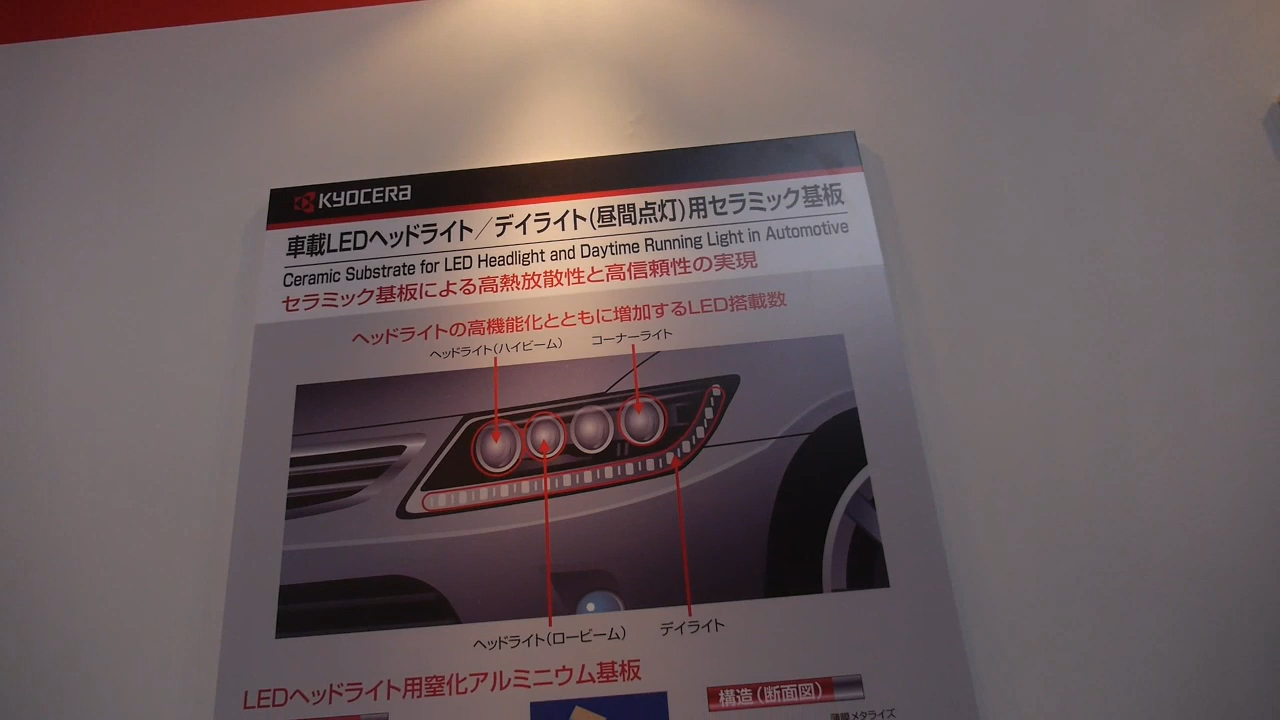 KYOCERA
車載LEDヘッドライト／デイライト(昼間点灯)用セラミック基板
Ceramic Substrate for LED Headlight and Daytime Running Light in Automotive
セラミック基板による高熱放散性と高信頼性の実現
ヘッドライトの高機能化とともに増加するLED搭載数
ヘッドライト(ハイビーム) コーナーライト
ヘッドライト(ロービーム) デイライト
LEDヘッドライト用窒化アルミニウム基板
構造(断面図)
薄膜メタライズ